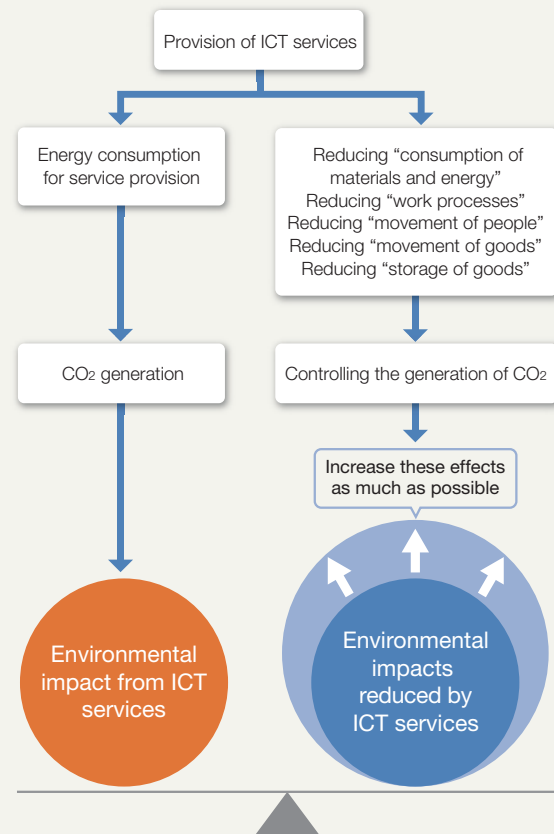 Provision of ICT services
Energy consumption
for service provision
Reducing “consumption of
materials and energy”
Reducing “work processes”
Reducing “movement of people”
Reducing “movement of goods”
Reducing “storage of goods”
CO2 generation
Controlling the generation of CO2
Increase these effects
as much as possible
Environmental
impact from ICT
services
Environmental
impacts
reduced by
ICT services